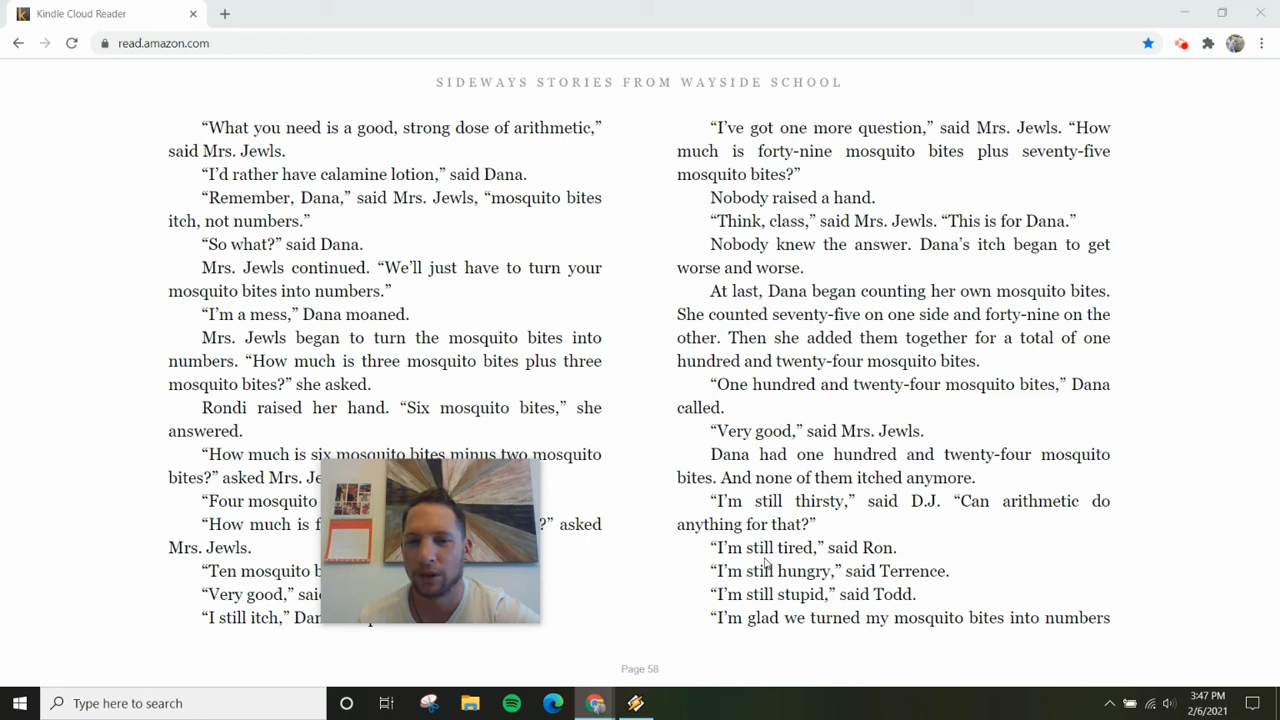 Kindle Cloud Reader
read.amazon.com
SIDEWAYS STORIES FROM WAYSIDE SCHOOL
“What you need is a good, strong dose of arithmetic,”
said Mrs. Jewls.
“I’d rather have calamine lotion,” said Dana.
“Remember, Dana,” said Mrs. Jewls, “mosquito bites
itch, not numbers.”
“So what?” said Dana.
Mrs. Jewls continued. “We’ll just have to turn your
mosquito bites into numbers.”
“I’m a mess,” Dana moaned.
Mrs. Jewls began to turn the mosquito bites into
numbers. “How much is three mosquito bites plus three
mosquito bites?” she asked.
Rondi raised her hand. “Six mosquito bites,” she
answered.
“How much is six mosquito bites minus two mosquito
bites?” asked Mrs.
“Four mosquito
“How much is ?” asked
Mrs. Jewls.
“Ten mosquito
“Very good,”
“I still itch,”
“I’ve got one more question,” said Mrs. Jewls. “How
much is forty-nine mosquito bites plus seventy-five
mosquito bites?”
Nobody raised a hand.
“Think, class,” said Mrs. Jewls. “This is for Dana.”
Nobody knew the answer. Dana’s itch began to get
worse and worse.
At last, Dana began counting her own mosquito bites.
She counted seventy-five on one side and forty-nine on the
other. Then she added them together for a total of one
hundred and twenty-four mosquito bites.
“One hundred and twenty-four mosquito bites,” Dana
called.
“Very good,” said Mrs. Jewls.
Dana had one hundred and twenty-four mosquito
bites. And none of them itched anymore.
“I’m still thirsty,” said D.J. “Can arithmetic do
anything for that?”
“I’m still tired,” said Ron.
“I’m still hungry,” said Terrence.
“I’m still stupid,” said Todd.
“I’m glad we turned my mosquito bites into numbers
Page 58
Type here to search
3:47 PM
2/6/2021